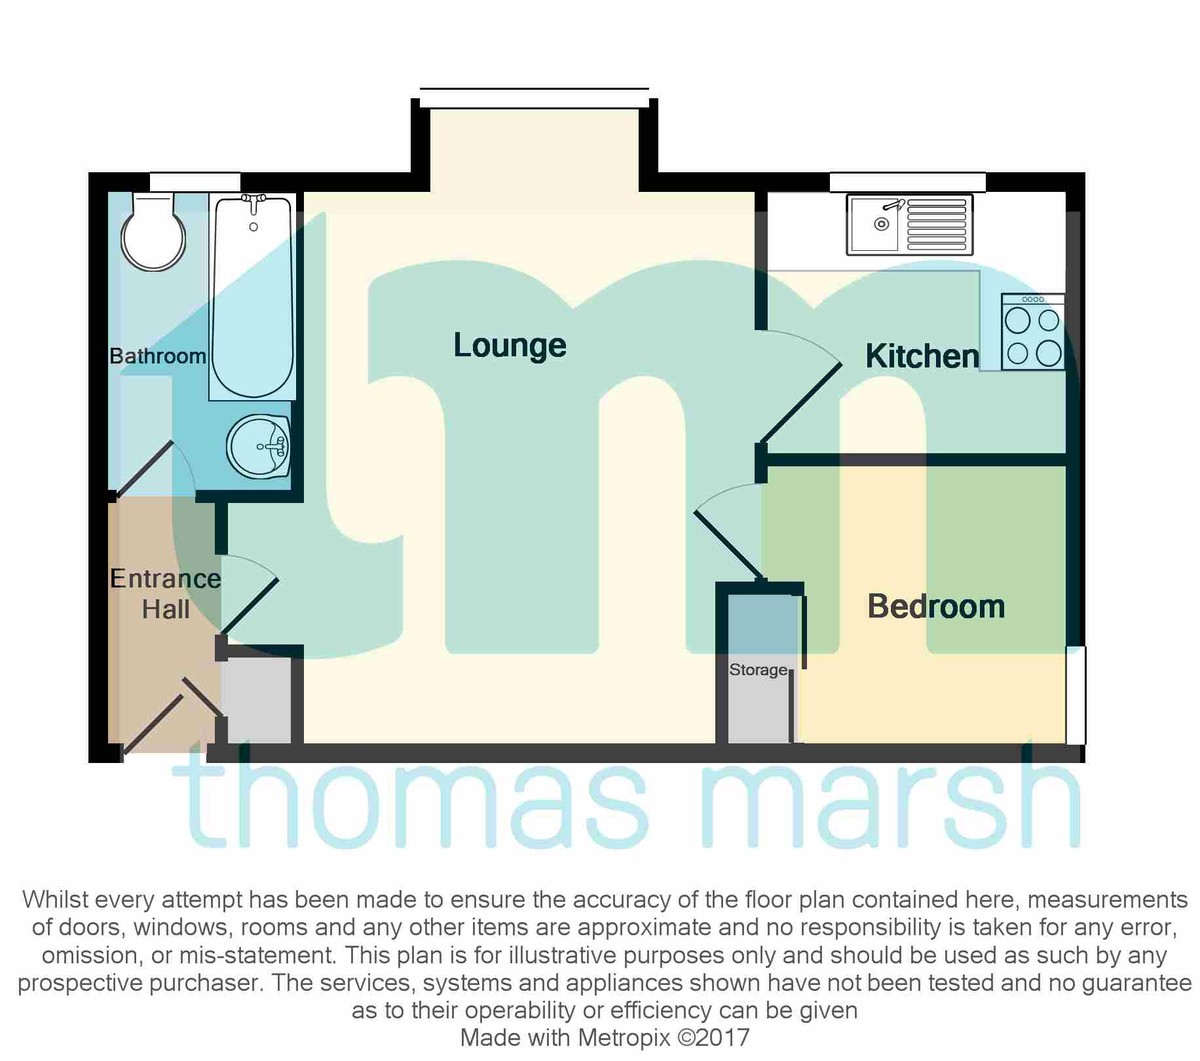 Lounge
Kitchen
Bathroom
Entrance
Hall
Bedroom
Storage
thomas marsh
Whilst every attempt has been made to ensure the accuracy of the floor plan contained here, measurements
of doors, windows, rooms and any other items are approximate and no responsibility is taken for any error,
omission, or mis-statement. This plan is for illustrative purposes only and should be used as such by any
prospective purchaser. The services, systems and appliances shown have not been tested and no guarantee
as to their operability or efficiency can be given
Made with Metropix ©2017
tm